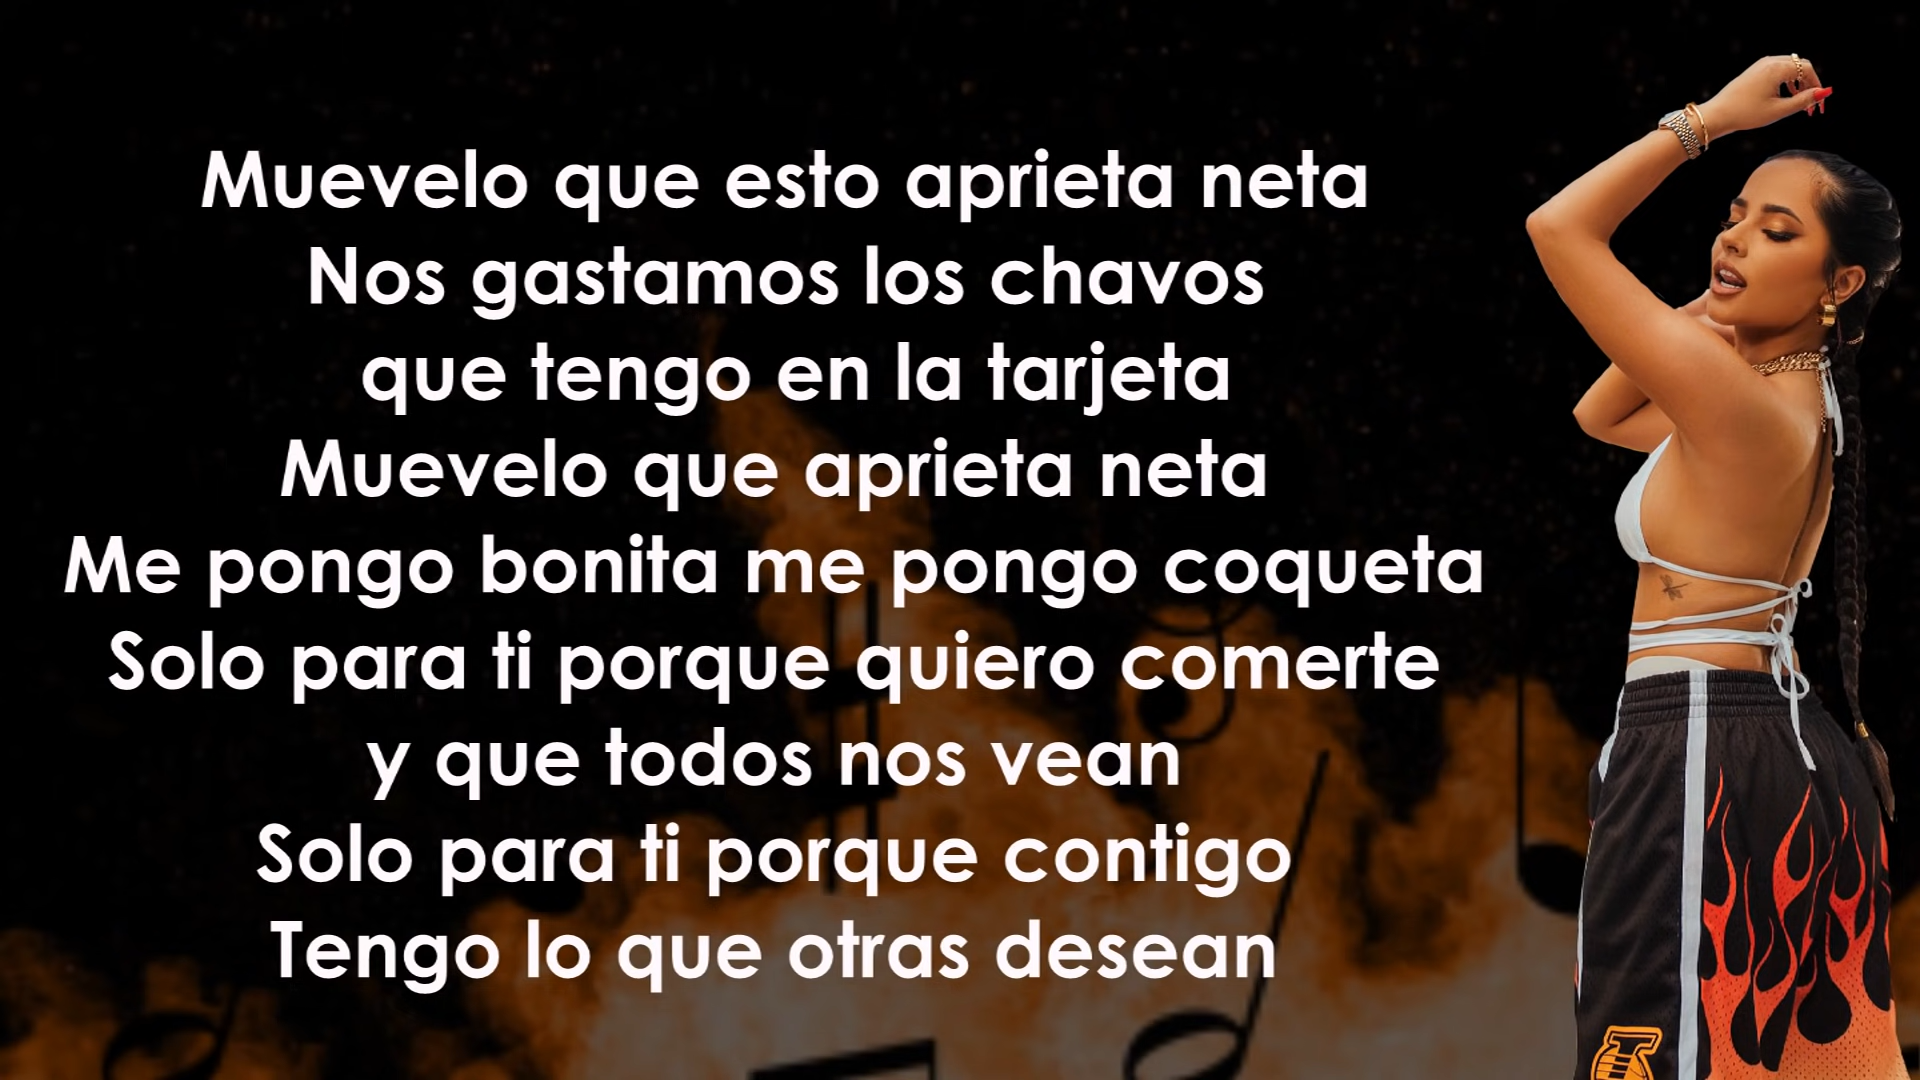 Muevelo que esto aprieta neta
Nos gastamos los chavos
que tengo en la tarjeta
Muevelo que aprieta neta
Me pongo bonita me pongo coqueta
Solo para ti porque quiero comerte
y que todos nos vean
Solo para ti porque contigo
Tengo lo que otras desean